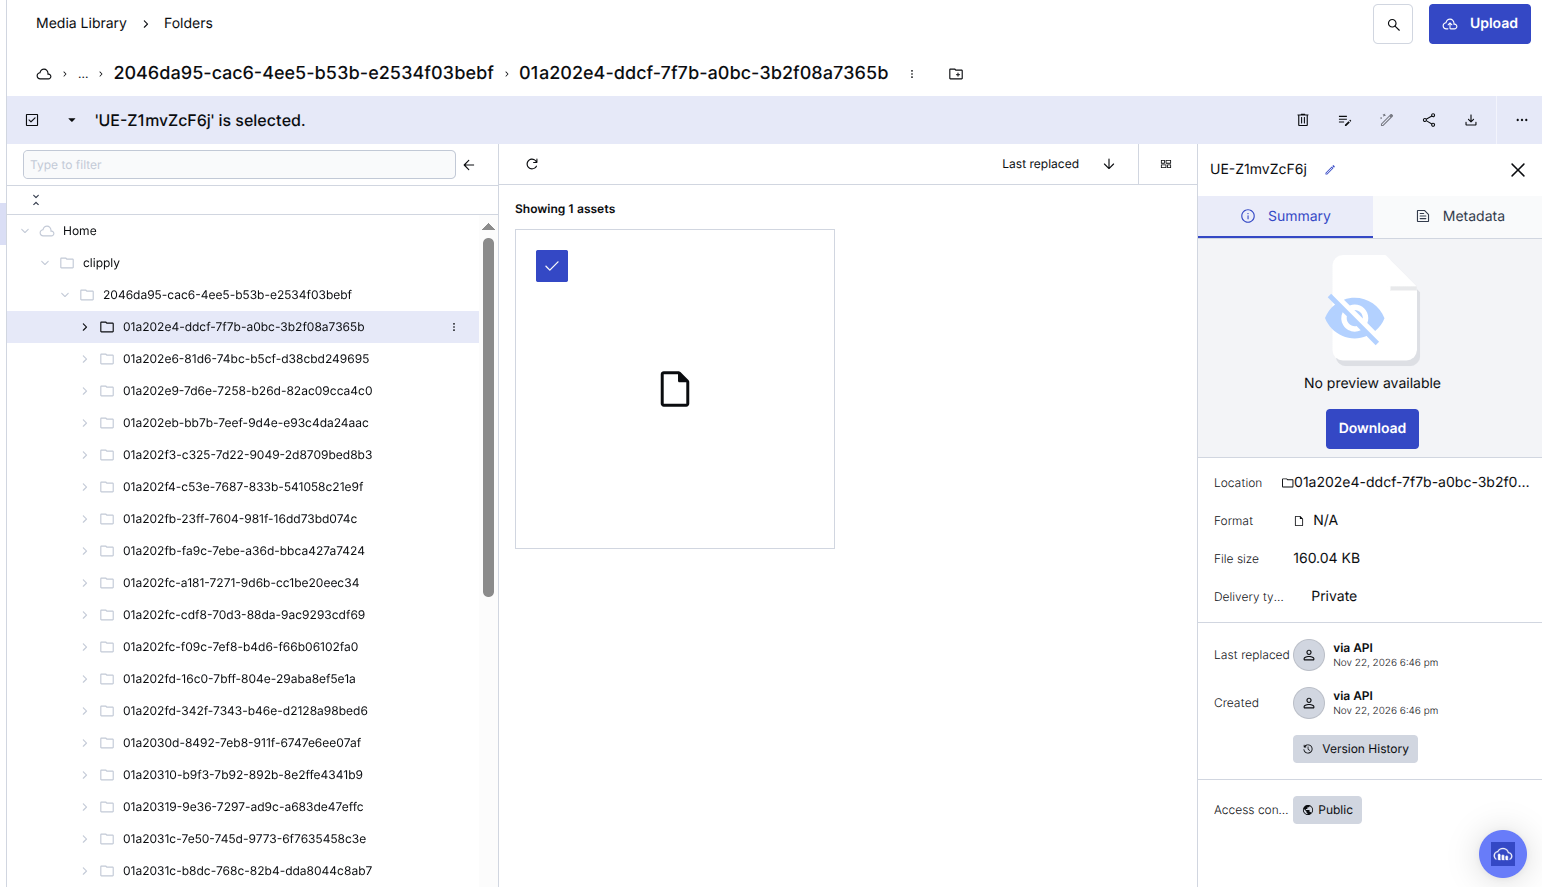 Media Library › Folders
Upload
› ... › 2046da95-cac6-4ee5-b53b-e2534f03bebf › 01a202e4-ddcf-7f7b-a0bc-3b2f08a7365b
'UE-Z1mvZcF6j' is selected.
Type to filter
Home
clipply
2046da95-cac6-4ee5-b53b-e2534f03bebf
01a202e4-ddcf-7f7b-a0bc-3b2f08a7365b
01a202e6-81d6-74bc-b5cf-d38cbd249695
01a202e9-7d6e-7258-b26d-82ac09cca4c0
01a202eb-bb7b-7eef-9d4e-e93c4da24aac
01a202f3-c325-7d22-9049-2d8709bed8b3
01a202f4-c53e-7687-833b-541058c21e9f
01a202fb-23ff-7604-981f-16dd73bd074c
01a202fb-fa9c-7ebe-a36d-bbca427a7424
01a202fc-a181-7271-9d6b-cc1be20eec34
01a202fc-cdf8-70d3-88da-9ac9293cdf69
01a202fc-f09c-7ef8-b4d6-f66b06102fa0
01a202fd-16c0-7bff-804e-29aba8ef5e1a
01a202fd-342f-7343-b46e-d2128a98bed6
01a2030d-8492-7eb8-911f-6747e6ee07af
01a20310-b9f3-7b92-892b-8e2ffe4341b9
01a20319-9e36-7297-ad9c-a683de47effc
01a2031c-7e50-745d-9773-6f7635458c3e
01a2031c-b8dc-768c-82b4-dda8044c8ab7
Last replaced
Showing 1 assets
UE-Z1mvZcF6j
Summary
Metadata
No preview available
Download
Location 01a202e4-ddcf-7f7b-a0bc-3b2f0...
Format N/A
File size 160.04 KB
Delivery ty... Private
Last replaced via API
Nov 22, 2026 6:46 pm
Created via API
Nov 22, 2026 6:46 pm
Version History
Access con... Public